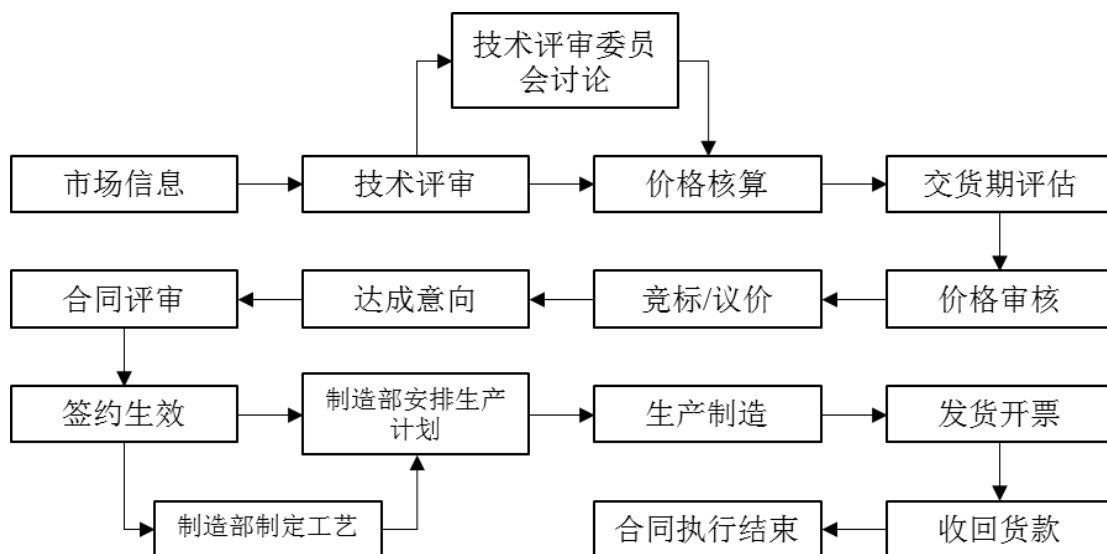 技术评审委员
会讨论
市场信息
技术评审
价格核算
交货期评估
合同评审
达成意向
竞标/议价
价格审核
签约生效
制造部安排生产
计划
生产制造
发货开票
制造部制定工艺
合同执行结束
收回货款